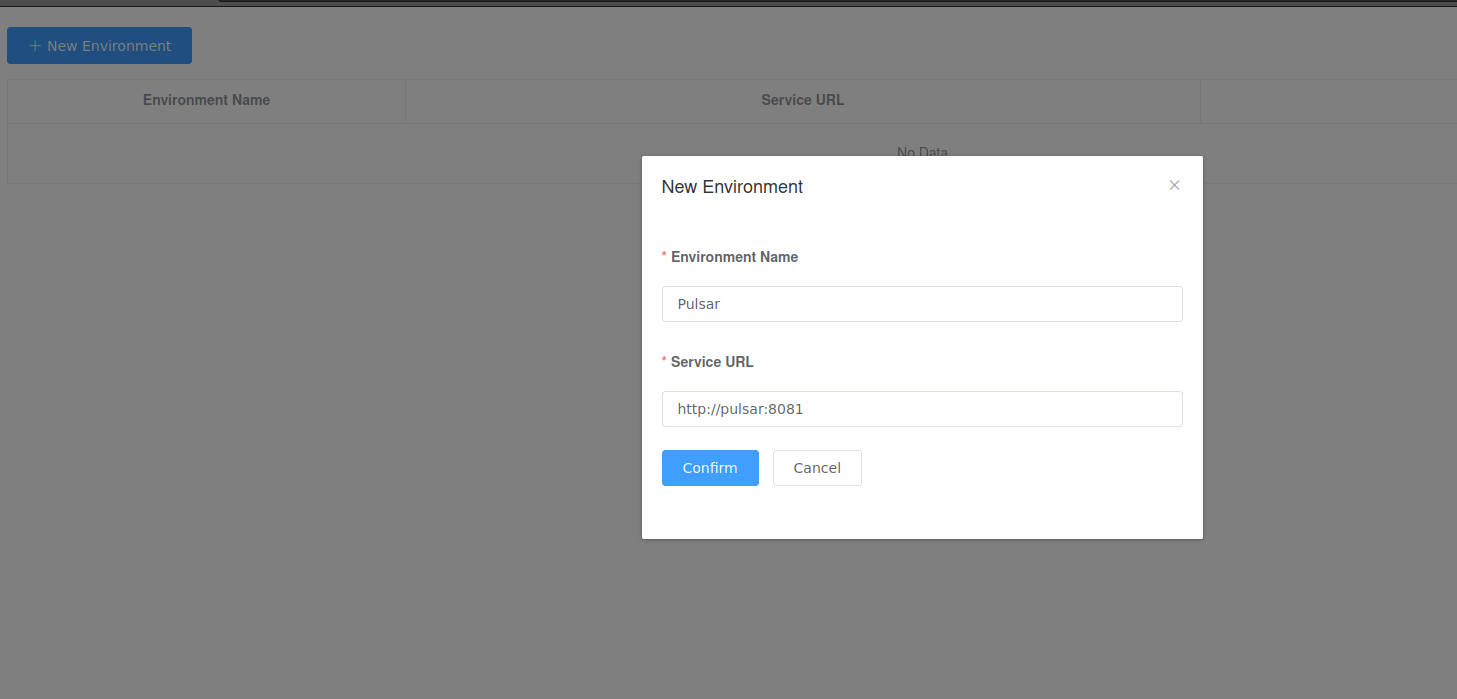 + New Environment
Environment Name
Service URL
No Data
New Environment
* Environment Name
Pulsar
* Service URL
http://pulsar:8081
Confirm
Cancel